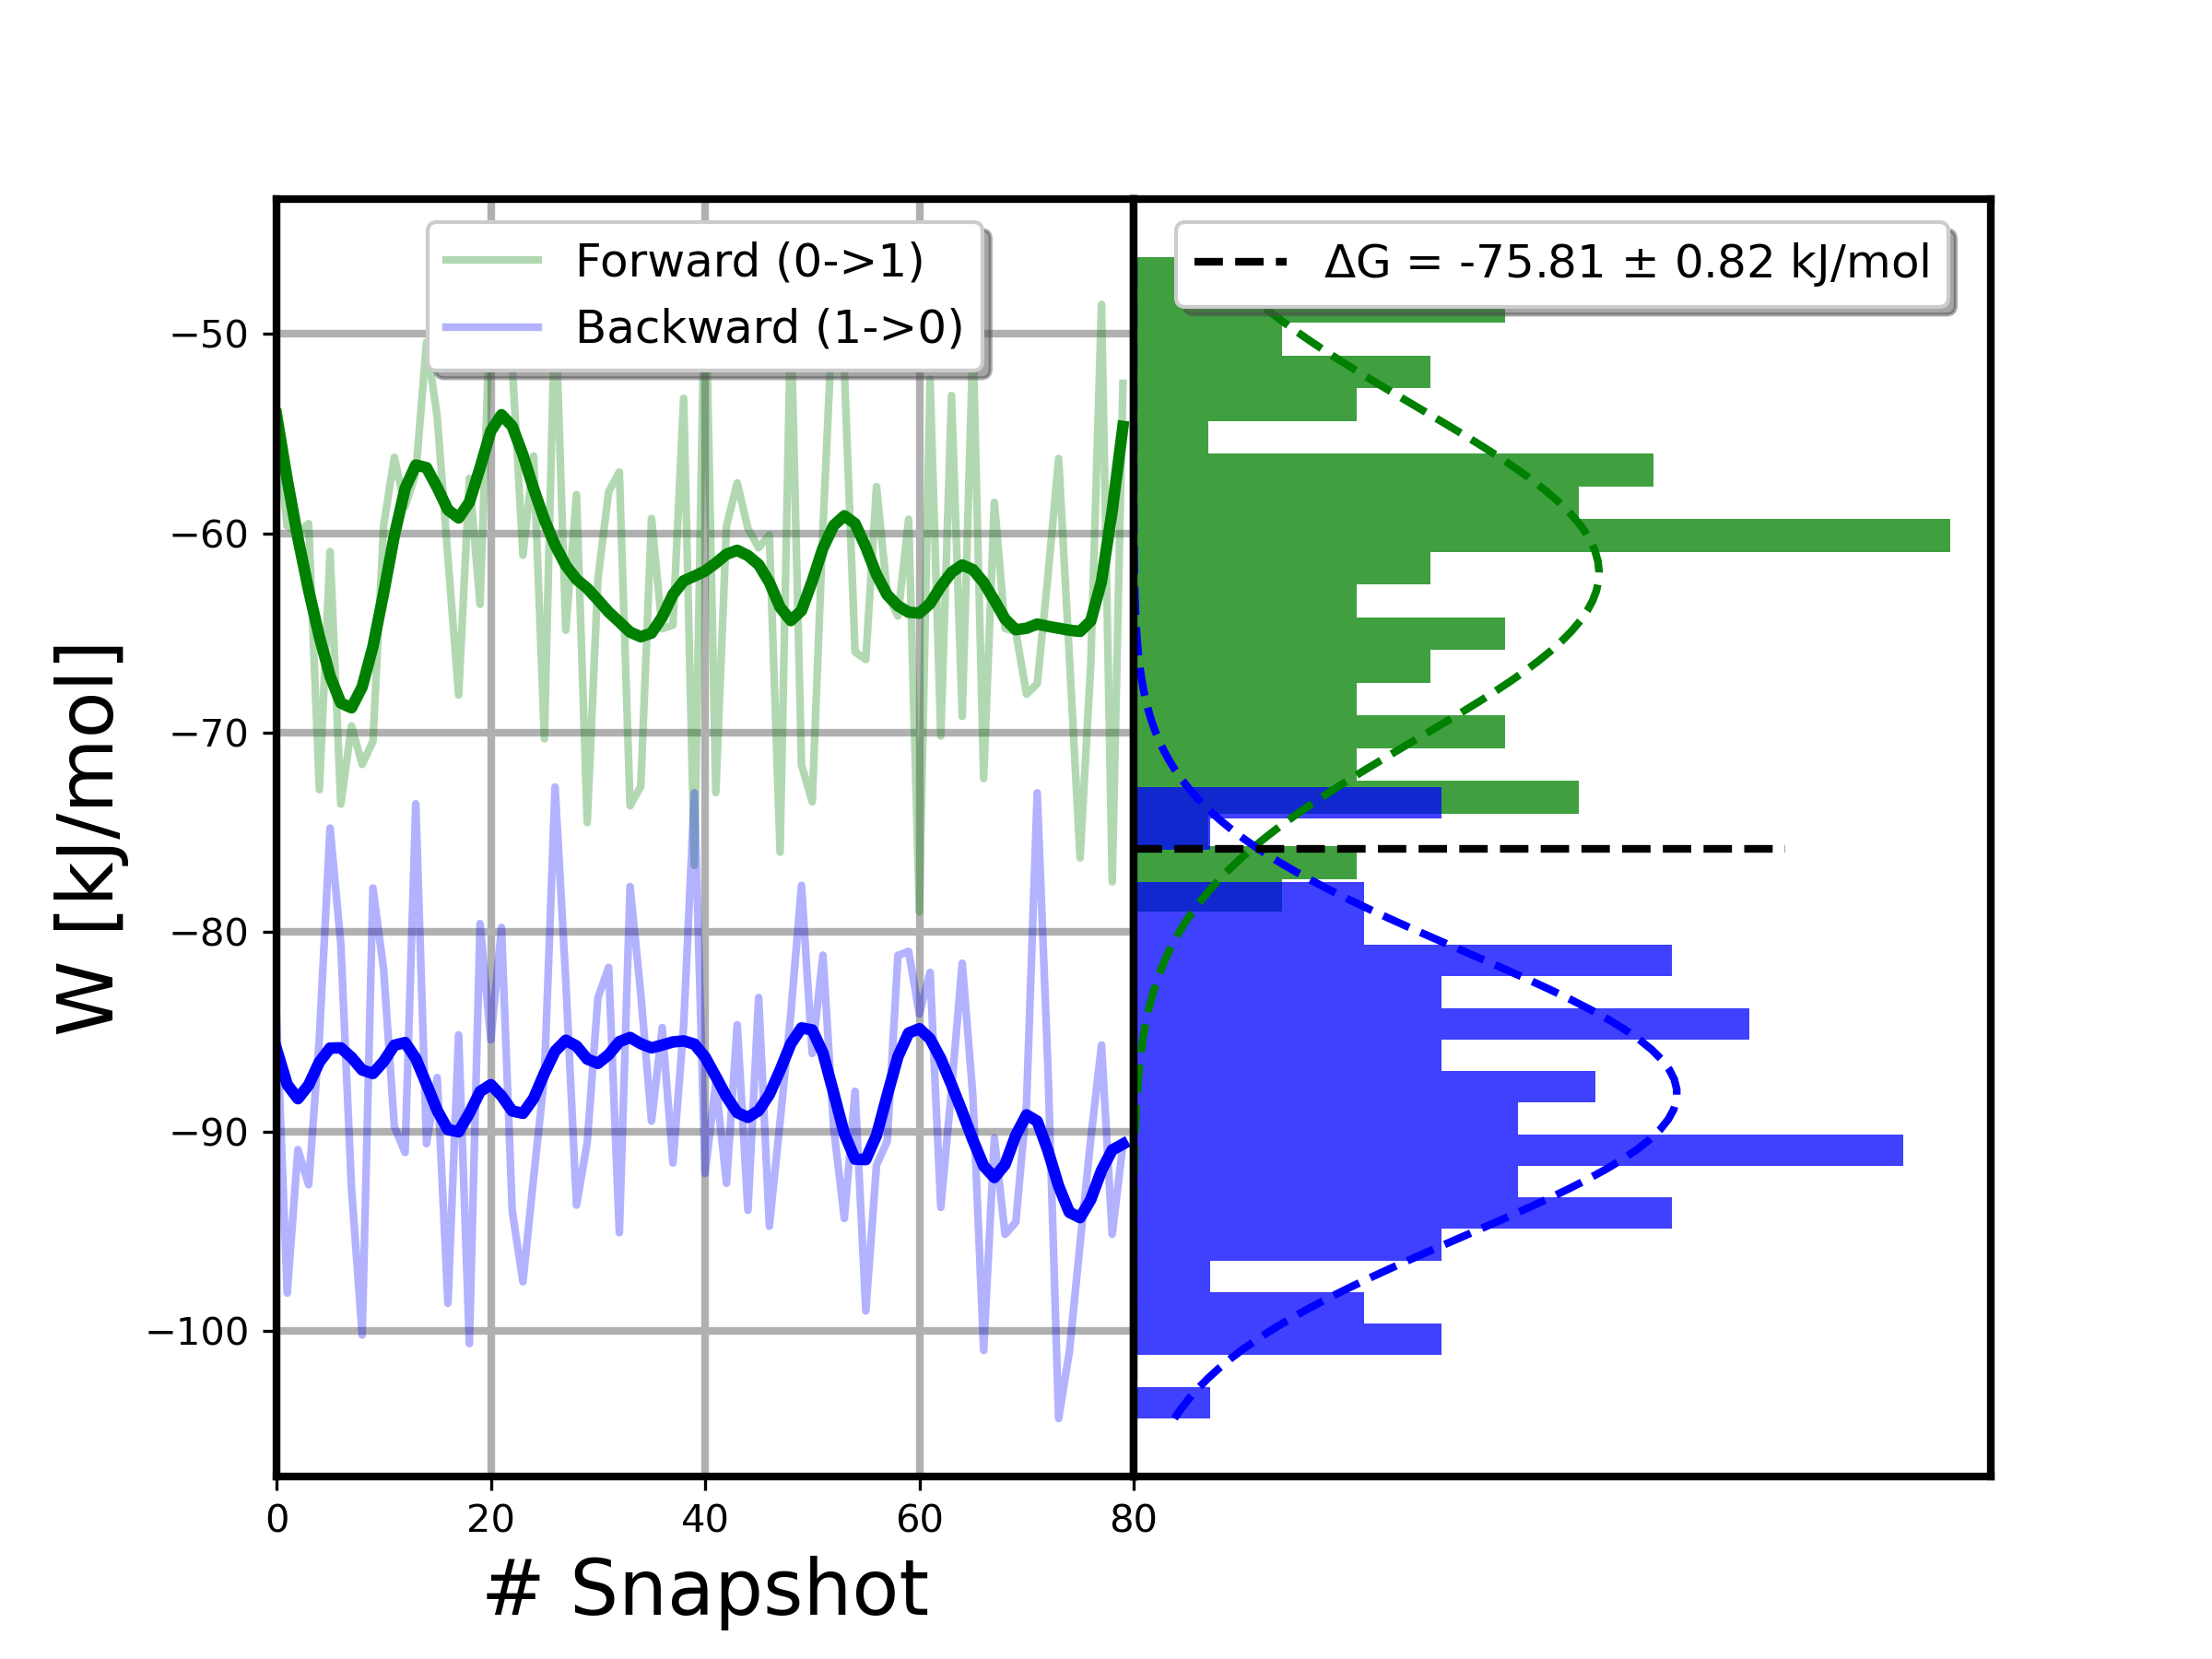 Forward (0->1)
Backward (1->0)
ΔG = -75.81 ± 0.82 kJ/mol
W [kJ/mol]
−50
−60
−70
−80
−90
−100
0 20 40 60 80
# Snapshot